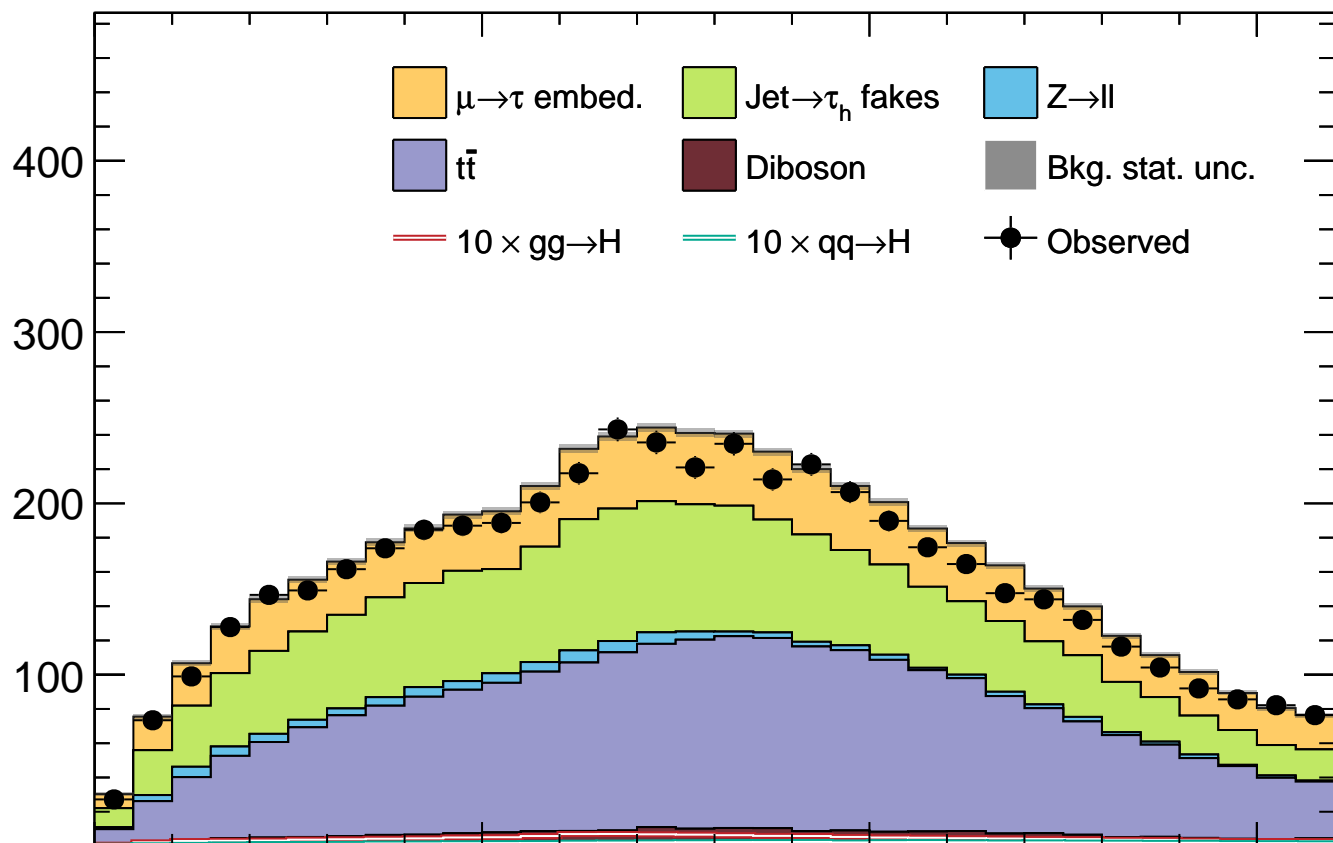 μ→τ embed. Jet→τh fakes Z→ll
400
tt̄ Diboson Bkg. stat. unc.
10 × gg→H 10 × qq→H Observed
300
200
100